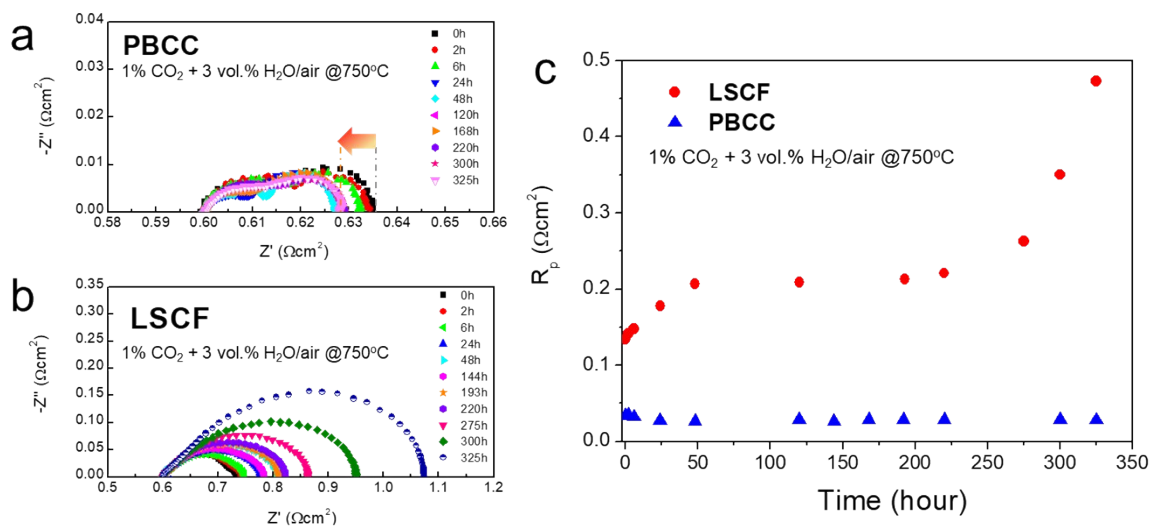 a
PBCC
1% CO₂ + 3 vol.% H₂O/air @750°C
-Z'' (Ωcm²)
0.04
0.03
0.02
0.01
0.00
0.58 0.59 0.60 0.61 0.62 0.63 0.64 0.65 0.66
Z' (Ωcm²)
0h
2h
6h
24h
48h
120h
168h
220h
300h
325h
b
LSCF
1% CO₂ + 3 vol.% H₂O/air @750°C
-Z'' (Ωcm²)
0.35
0.30
0.25
0.20
0.15
0.10
0.05
0.00
0.5 0.6 0.7 0.8 0.9 1.0 1.1 1.2
Z' (Ωcm²)
0h
2h
6h
24h
48h
144h
193h
220h
275h
300h
325h
c
LSCF
PBCC
1% CO₂ + 3 vol.% H₂O/air @750°C
Rₚ (Ωcm²)
0.5
0.4
0.3
0.2
0.1
0.0
0 50 100 150 200 250 300 350
Time (hour)